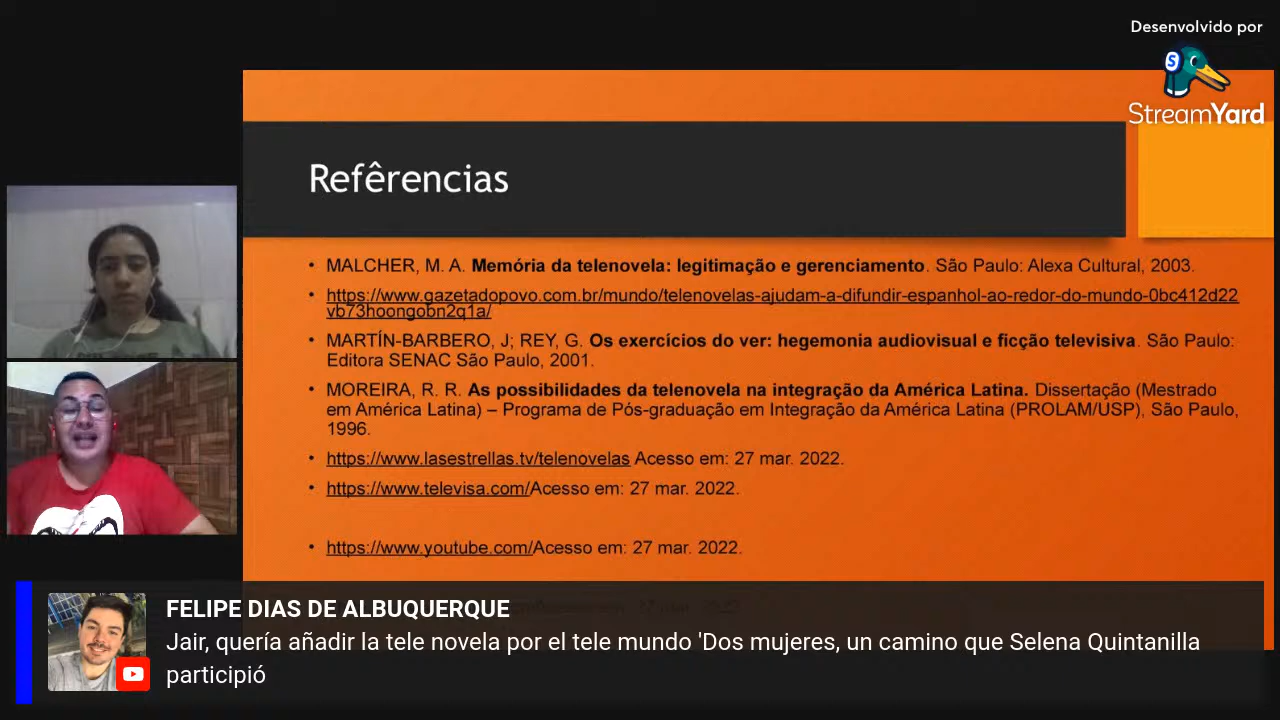 Desenvolvido por
StreamYard
Refêrencias
• MALCHER, M. A. Memória da telenovela: legitimação e gerenciamento. São Paulo: Alexa Cultural, 2003.
• https://www.gazetadopovo.com.br/mundo/telenovelas-ajudam-a-difundir-espanhol-ao-redor-do-mundo-0bc412d22
vb73hoongobn2q1a/
• MARTÍN-BARBERO, J; REY, G. Os exercícios do ver: hegemonia audiovisual e ficção televisiva. São Paulo:
Editora SENAC São Paulo, 2001.
• MOREIRA, R. R. As possibilidades da telenovela na integração da América Latina. Dissertação (Mestrado
em América Latina) – Programa de Pós-graduação em Integração da América Latina (PROLAM/USP), São Paulo,
1996.
• https://www.lasestrellas.tv/telenovelas Acesso em: 27 mar. 2022.
• https://www.televisa.com/Acesso em: 27 mar. 2022.
• https://www.youtube.com/Acesso em: 27 mar. 2022.
FELIPE DIAS DE ALBUQUERQUE
Jair, quería añadir la tele novela por el tele mundo 'Dos mujeres, un camino que Selena Quintanilla
participió